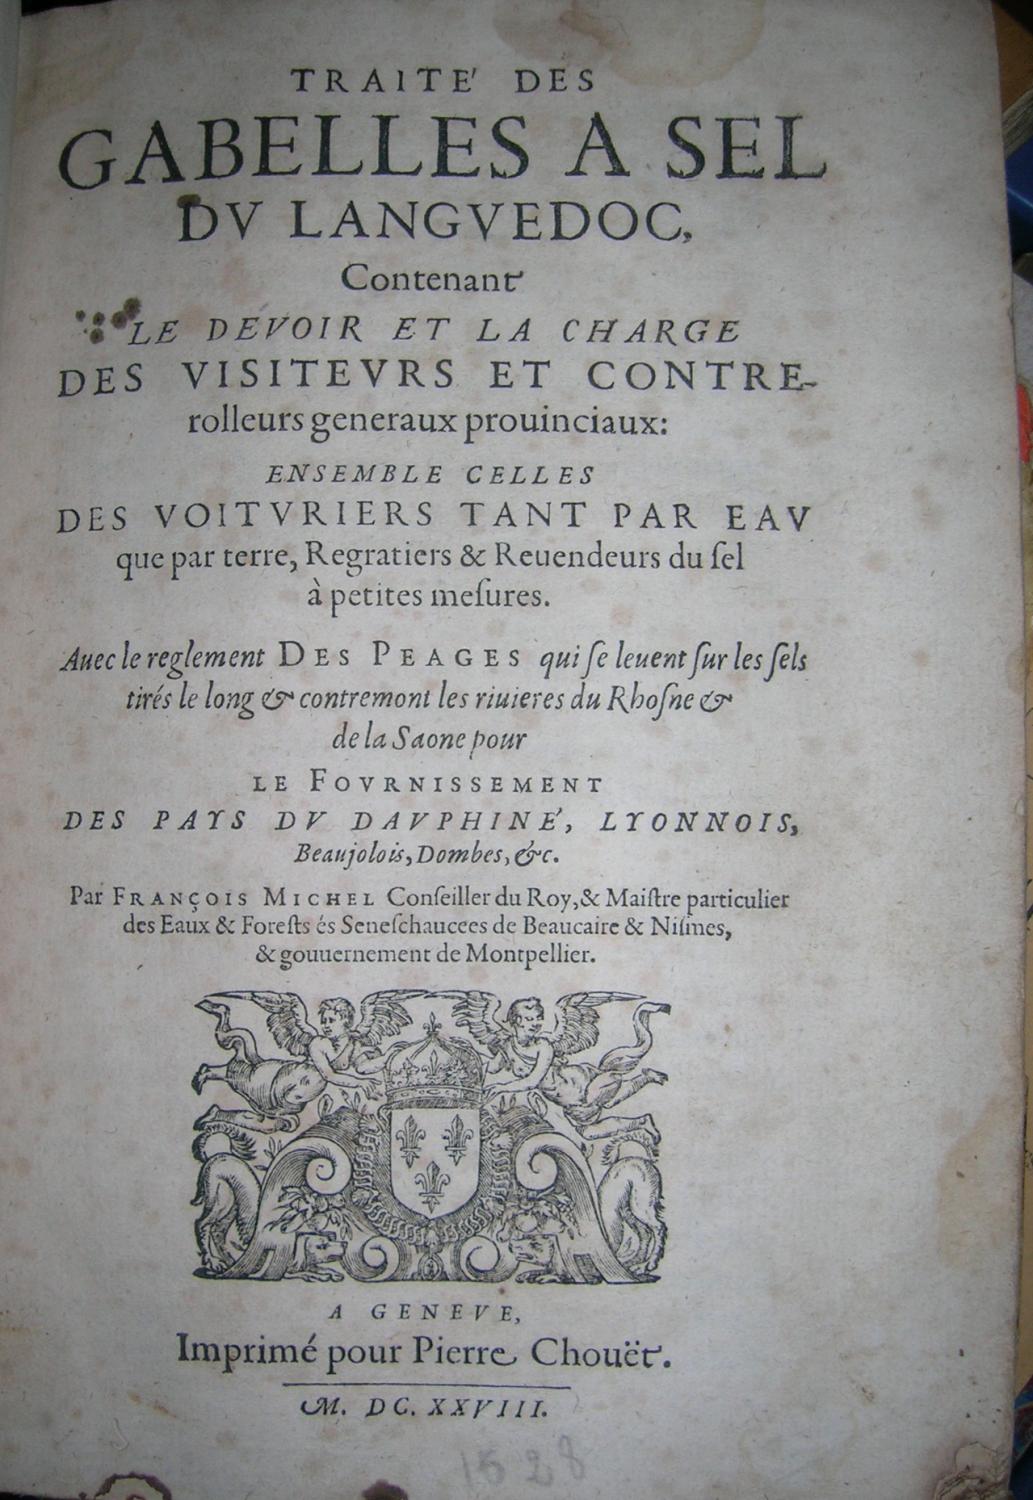 TRAITE' DES
GABELLES A SEL
DV LANGVEDOC,
Contenant
LE DEVOIR ET LA CHARGE
DES VISITEVRS ET CONTRE-
rolleurs generaux prouinciaux:
ENSEMBLE CELLES
DES VOITVRIERS TANT PAR EAV
que par terre, Regratiers & Reuendeurs du ſel
à petites meſures.
Auec le reglement DES PEAGES qui ſe leuent ſur les ſels
tirés le long & contremont les riuieres du Rhoſne &
de la Saone pour
LE FOVRNISSEMENT
DES PAYS DV DAVPHINE', LYONNOIS,
Beaujolois, Dombes, &c.
Par FRANÇOIS MICHEL Conſeiller du Roy, & Maiſtre particulier
des Eaux & Foreſts és Seneſchaucees de Beaucaire & Niſmes,
& gouuernement de Montpellier.
A GENEVE,
Imprimé pour Pierre Chouët.
M. DC. XXVIII.
1528